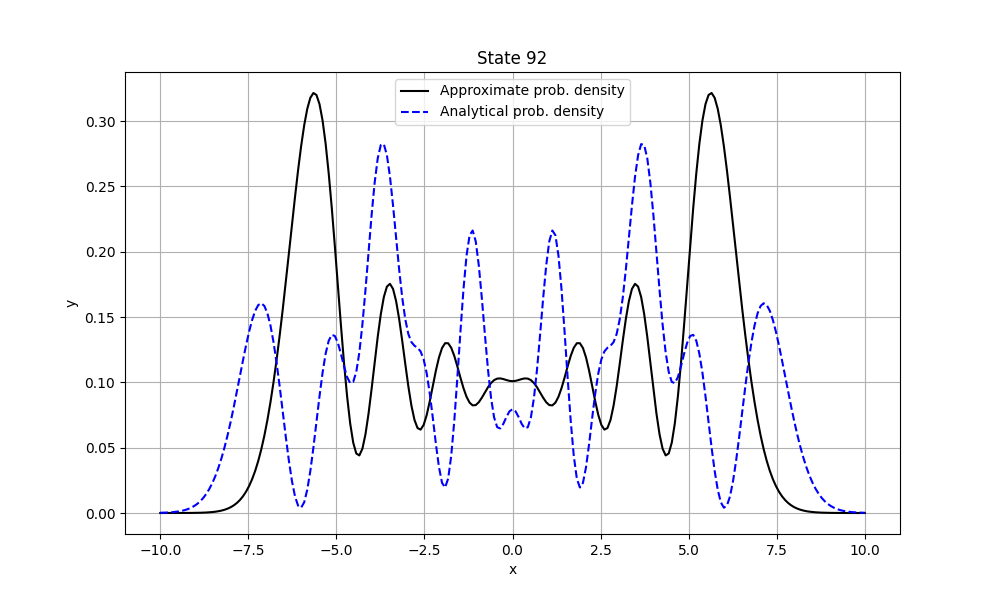 State 92
Approximate prob. density
Analytical prob. density
y
0.30
0.25
0.20
0.15
0.10
0.05
0.00
−10.0 −7.5 −5.0 −2.5 0.0 2.5 5.0 7.5 10.0
x